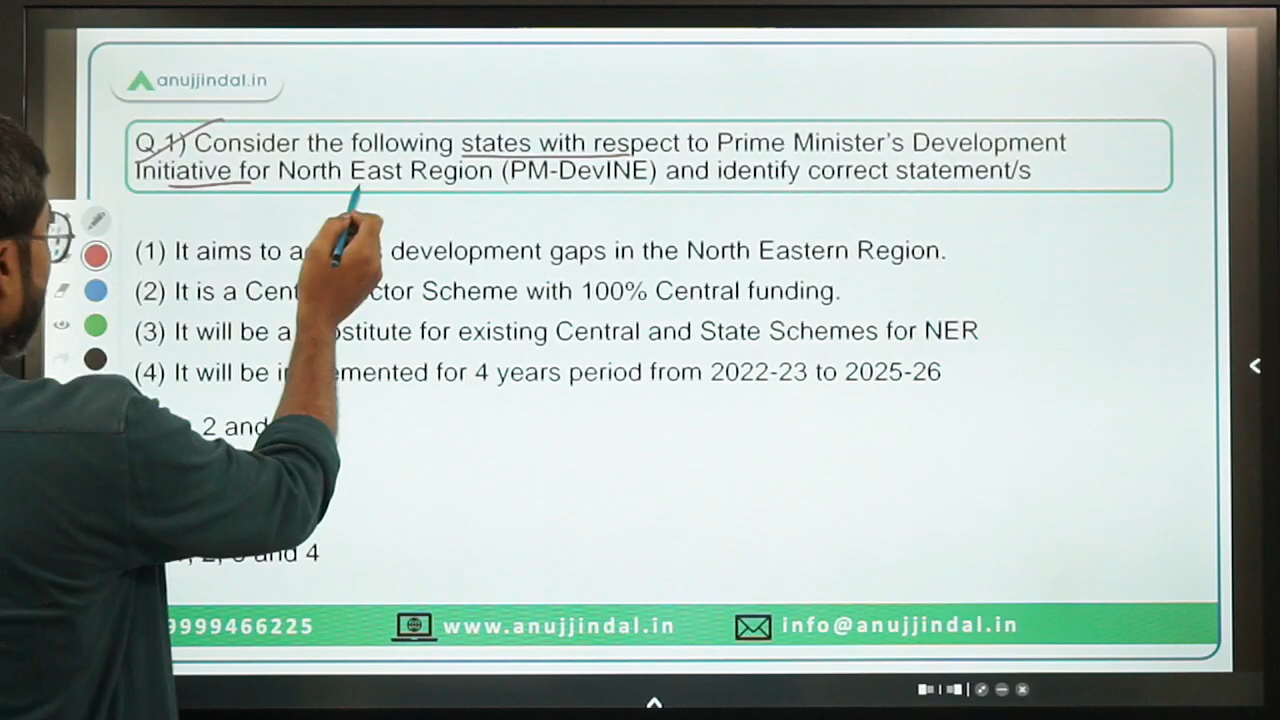 anujjindal.in
Q.1) Consider the following states with respect to Prime Minister's Development
Initiative for North East Region (PM-DevINE) and identify correct statement/s
(1) It aims to development gaps in the North Eastern Region.
(2) It is a Sector Scheme with 100% Central funding.
(3) It will be a for existing Central and State Schemes for NER
(4) It will be implemented for 4 years period from 2022-23 to 2025-26
2 and
and 4
9999466225 www.anujjindal.in info@anujjindal.in